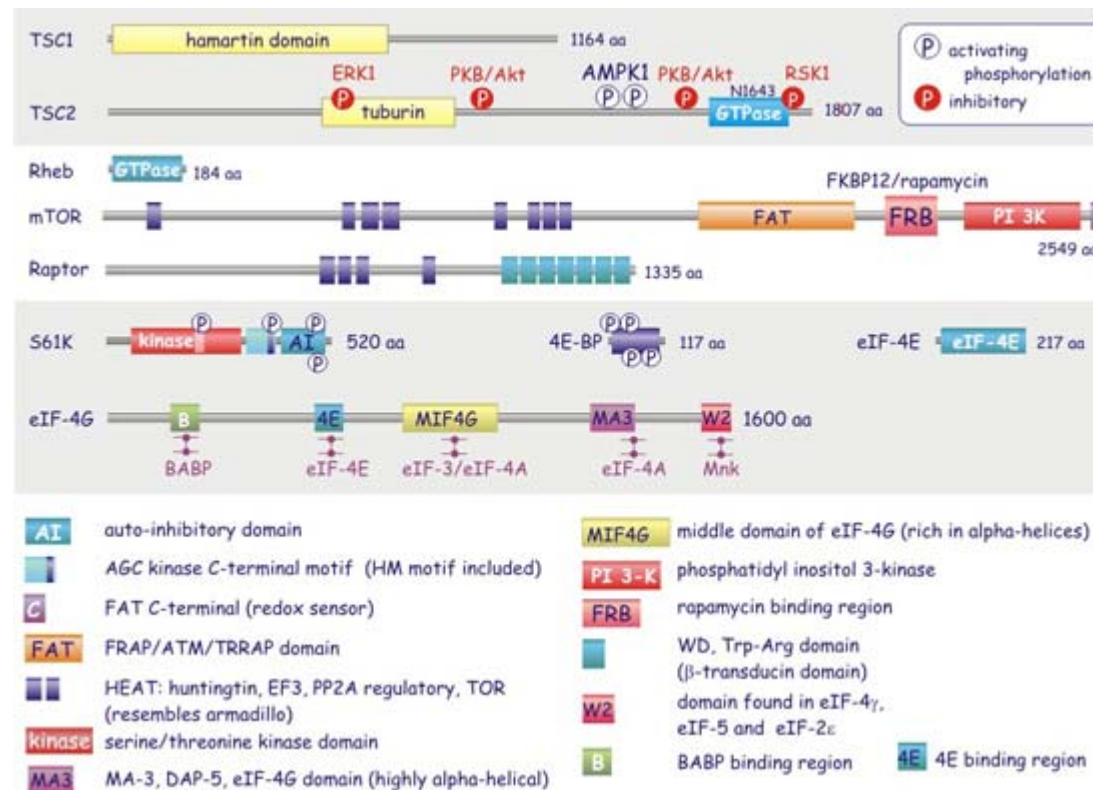 TSC1 hamartin domain 1164 aa
P activating phosphorylation
P inhibitory
ERK1 PKB/Akt AMPK1 PKB/Akt RSK1
P P P P P N1643 P
TSC2 tuburin GTPase 1807 aa
Rheb GTPase 184 aa
FKBP12/rapamycin
mTOR FAT FRB PI 3K
2549 aa
Raptor 1335 aa
P P P P P P
S61K kinase AI 520 aa 4E-BP 117 aa eIF-4E eIF-4E 217 aa
P P P
eIF-4G B 4E MIF4G MA3 W2 1600 aa
BABP eIF-4E eIF-3/eIF-4A eIF-4A Mnk
AI auto-inhibitory domain
AGC kinase C-terminal motif (HM motif included)
C FAT C-terminal (redox sensor)
FAT FRAP/ATM/TRRAP domain
HEAT: huntingtin, EF3, PP2A regulatory, TOR
(resembles armadillo)
kinase serine/threonine kinase domain
MA3 MA-3, DAP-5, eIF-4G domain (highly alpha-helical)
MIF4G middle domain of eIF-4G (rich in alpha-helices)
PI 3-K phosphatidyl inositol 3-kinase
FRB rapamycin binding region
WD, Trp-Arg domain
(β-transducin domain)
W2 domain found in eIF-4γ,
eIF-5 and eIF-2ε
B BABP binding region 4E 4E binding region